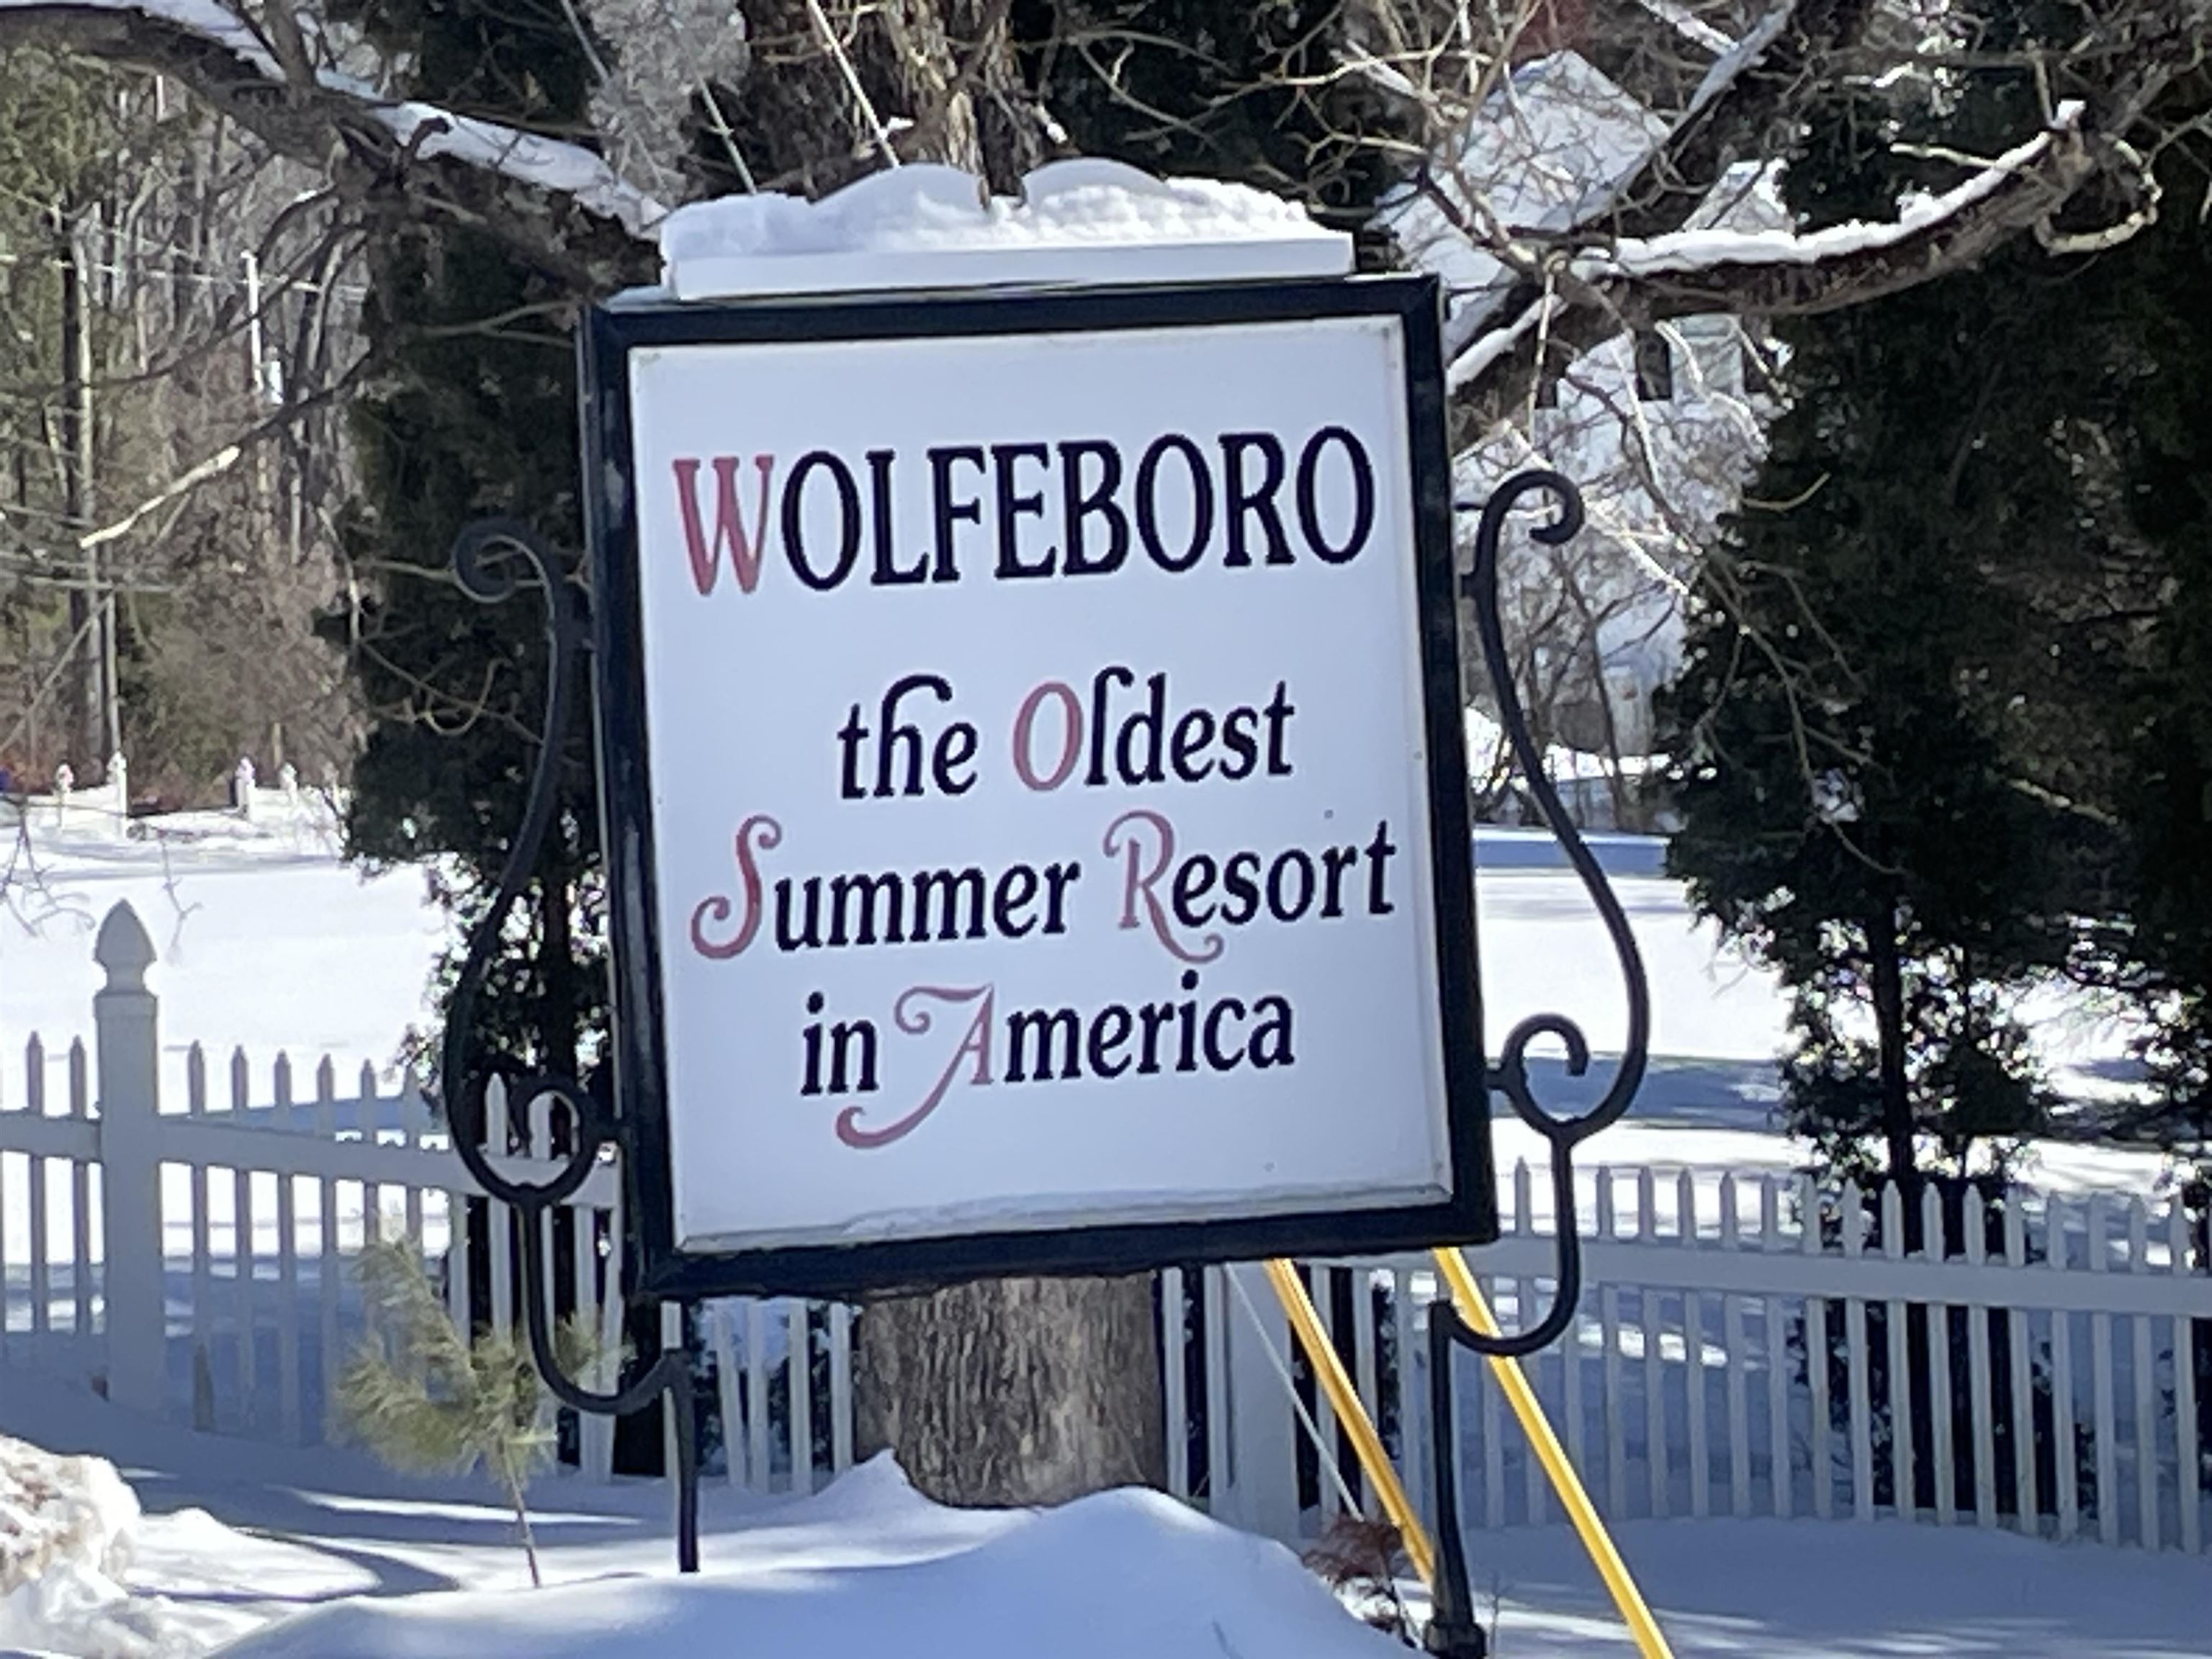 WOLFEBORO
the Oldest
Summer Resort
in America